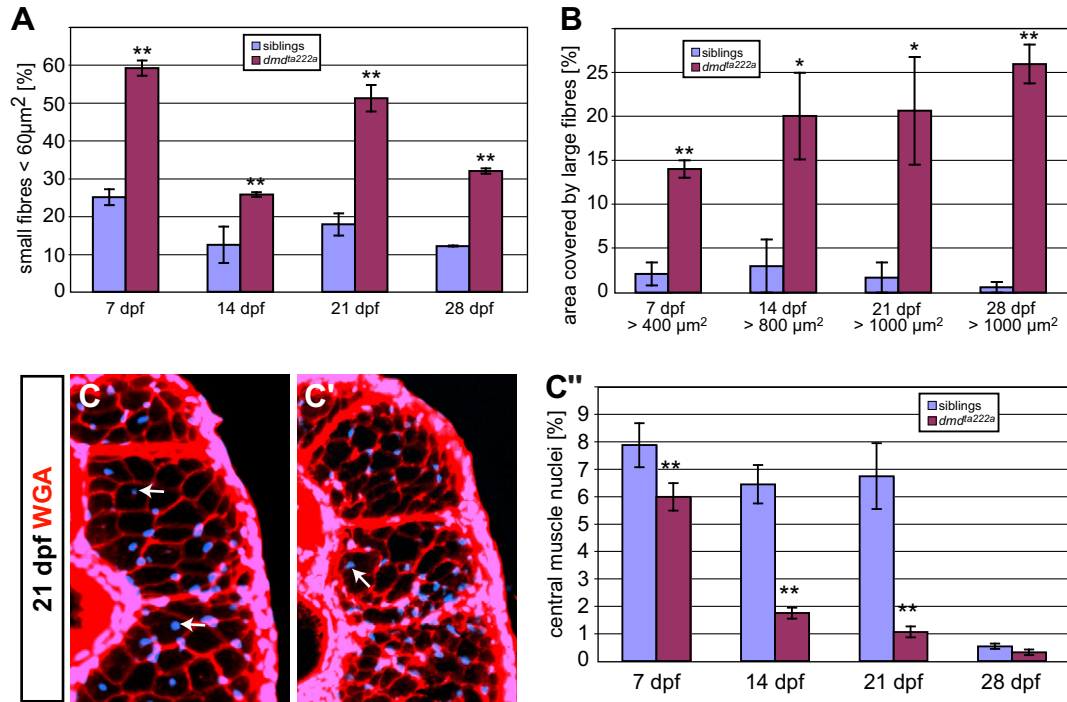 A
small fibres < 60µm² [%]
60
50
40
30
20
10
0
siblings
dmdᵗᵃ²²²ᵃ
**
**
**
**
7 dpf
14 dpf
21 dpf
28 dpf
B
area covered by large fibres [%]
25
20
15
10
5
0
siblings
dmdᵗᵃ²²²ᵃ
**
*
*
**
7 dpf
> 400 µm²
14 dpf
> 800 µm²
21 dpf
> 1000 µm²
28 dpf
> 1000 µm²
21 dpf WGA
C
C'
C"
central muscle nuclei [%]
9
8
7
6
5
4
3
2
1
0
siblings
dmdᵗᵃ²²²ᵃ
**
**
**
7 dpf
14 dpf
21 dpf
28 dpf